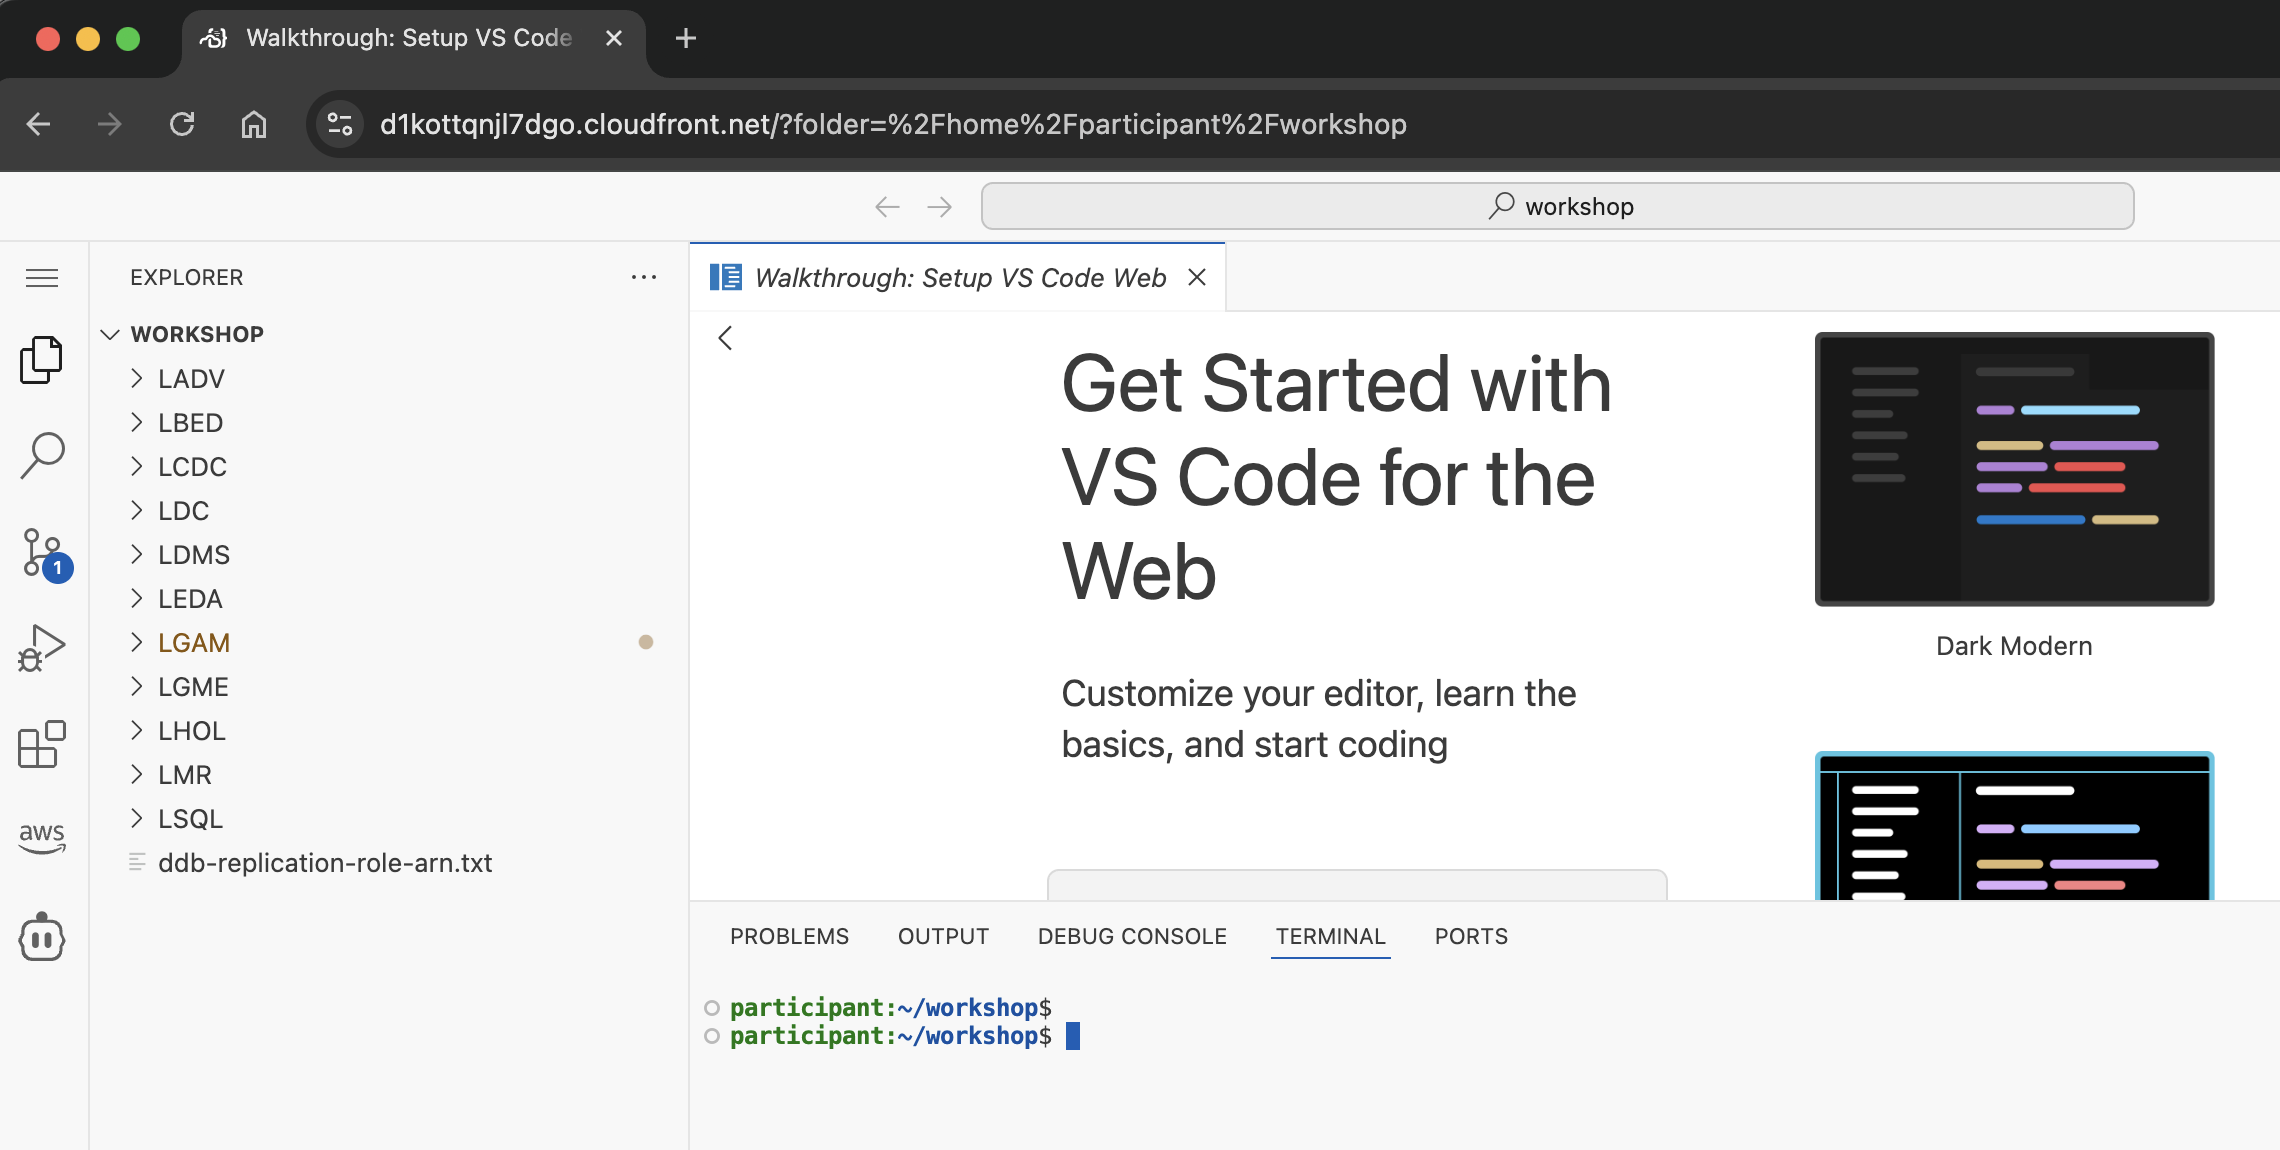 Walkthrough: Setup VS Code
d1kottqnjl7dgo.cloudfront.net/?folder=%2Fhome%2Fparticipant%2Fworkshop
workshop
EXPLORER
WORKSHOP
LADV
LBED
LCDC
LDC
LDMS
LEDA
LGAM
LGME
LHOL
LMR
LSQL
ddb-replication-role-arn.txt
1
aws
Walkthrough: Setup VS Code Web
Get Started with
VS Code for the
Web
Customize your editor, learn the
basics, and start coding
Dark Modern
PROBLEMS OUTPUT DEBUG CONSOLE TERMINAL PORTS
participant:~/workshop$
participant:~/workshop$